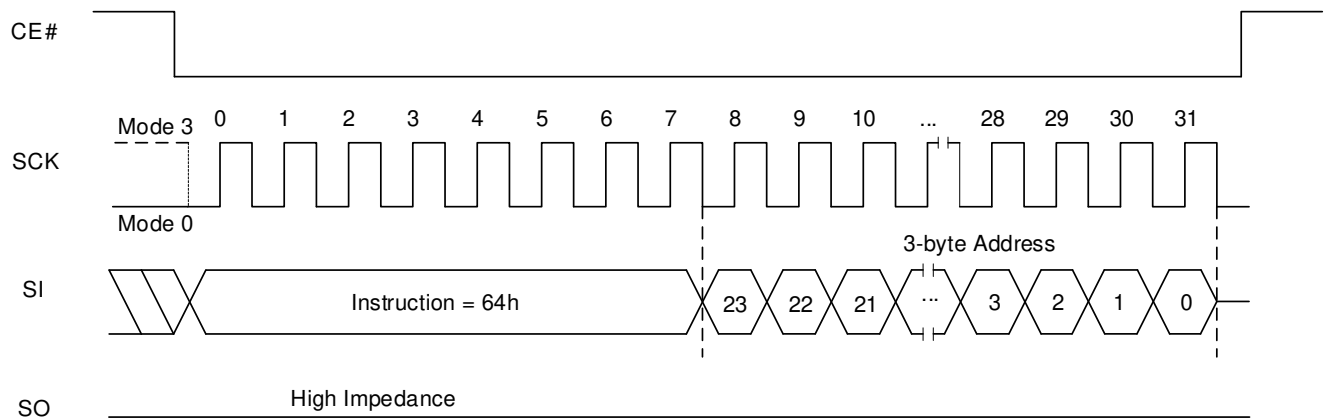 CE#
Mode 3 0 1 2 3 4 5 6 7 8 9 10 ... 28 29 30 31
SCK
Mode 0
3-byte Address
SI Instruction = 64h 23 22 21 ... 3 2 1 0
High Impedance
SO